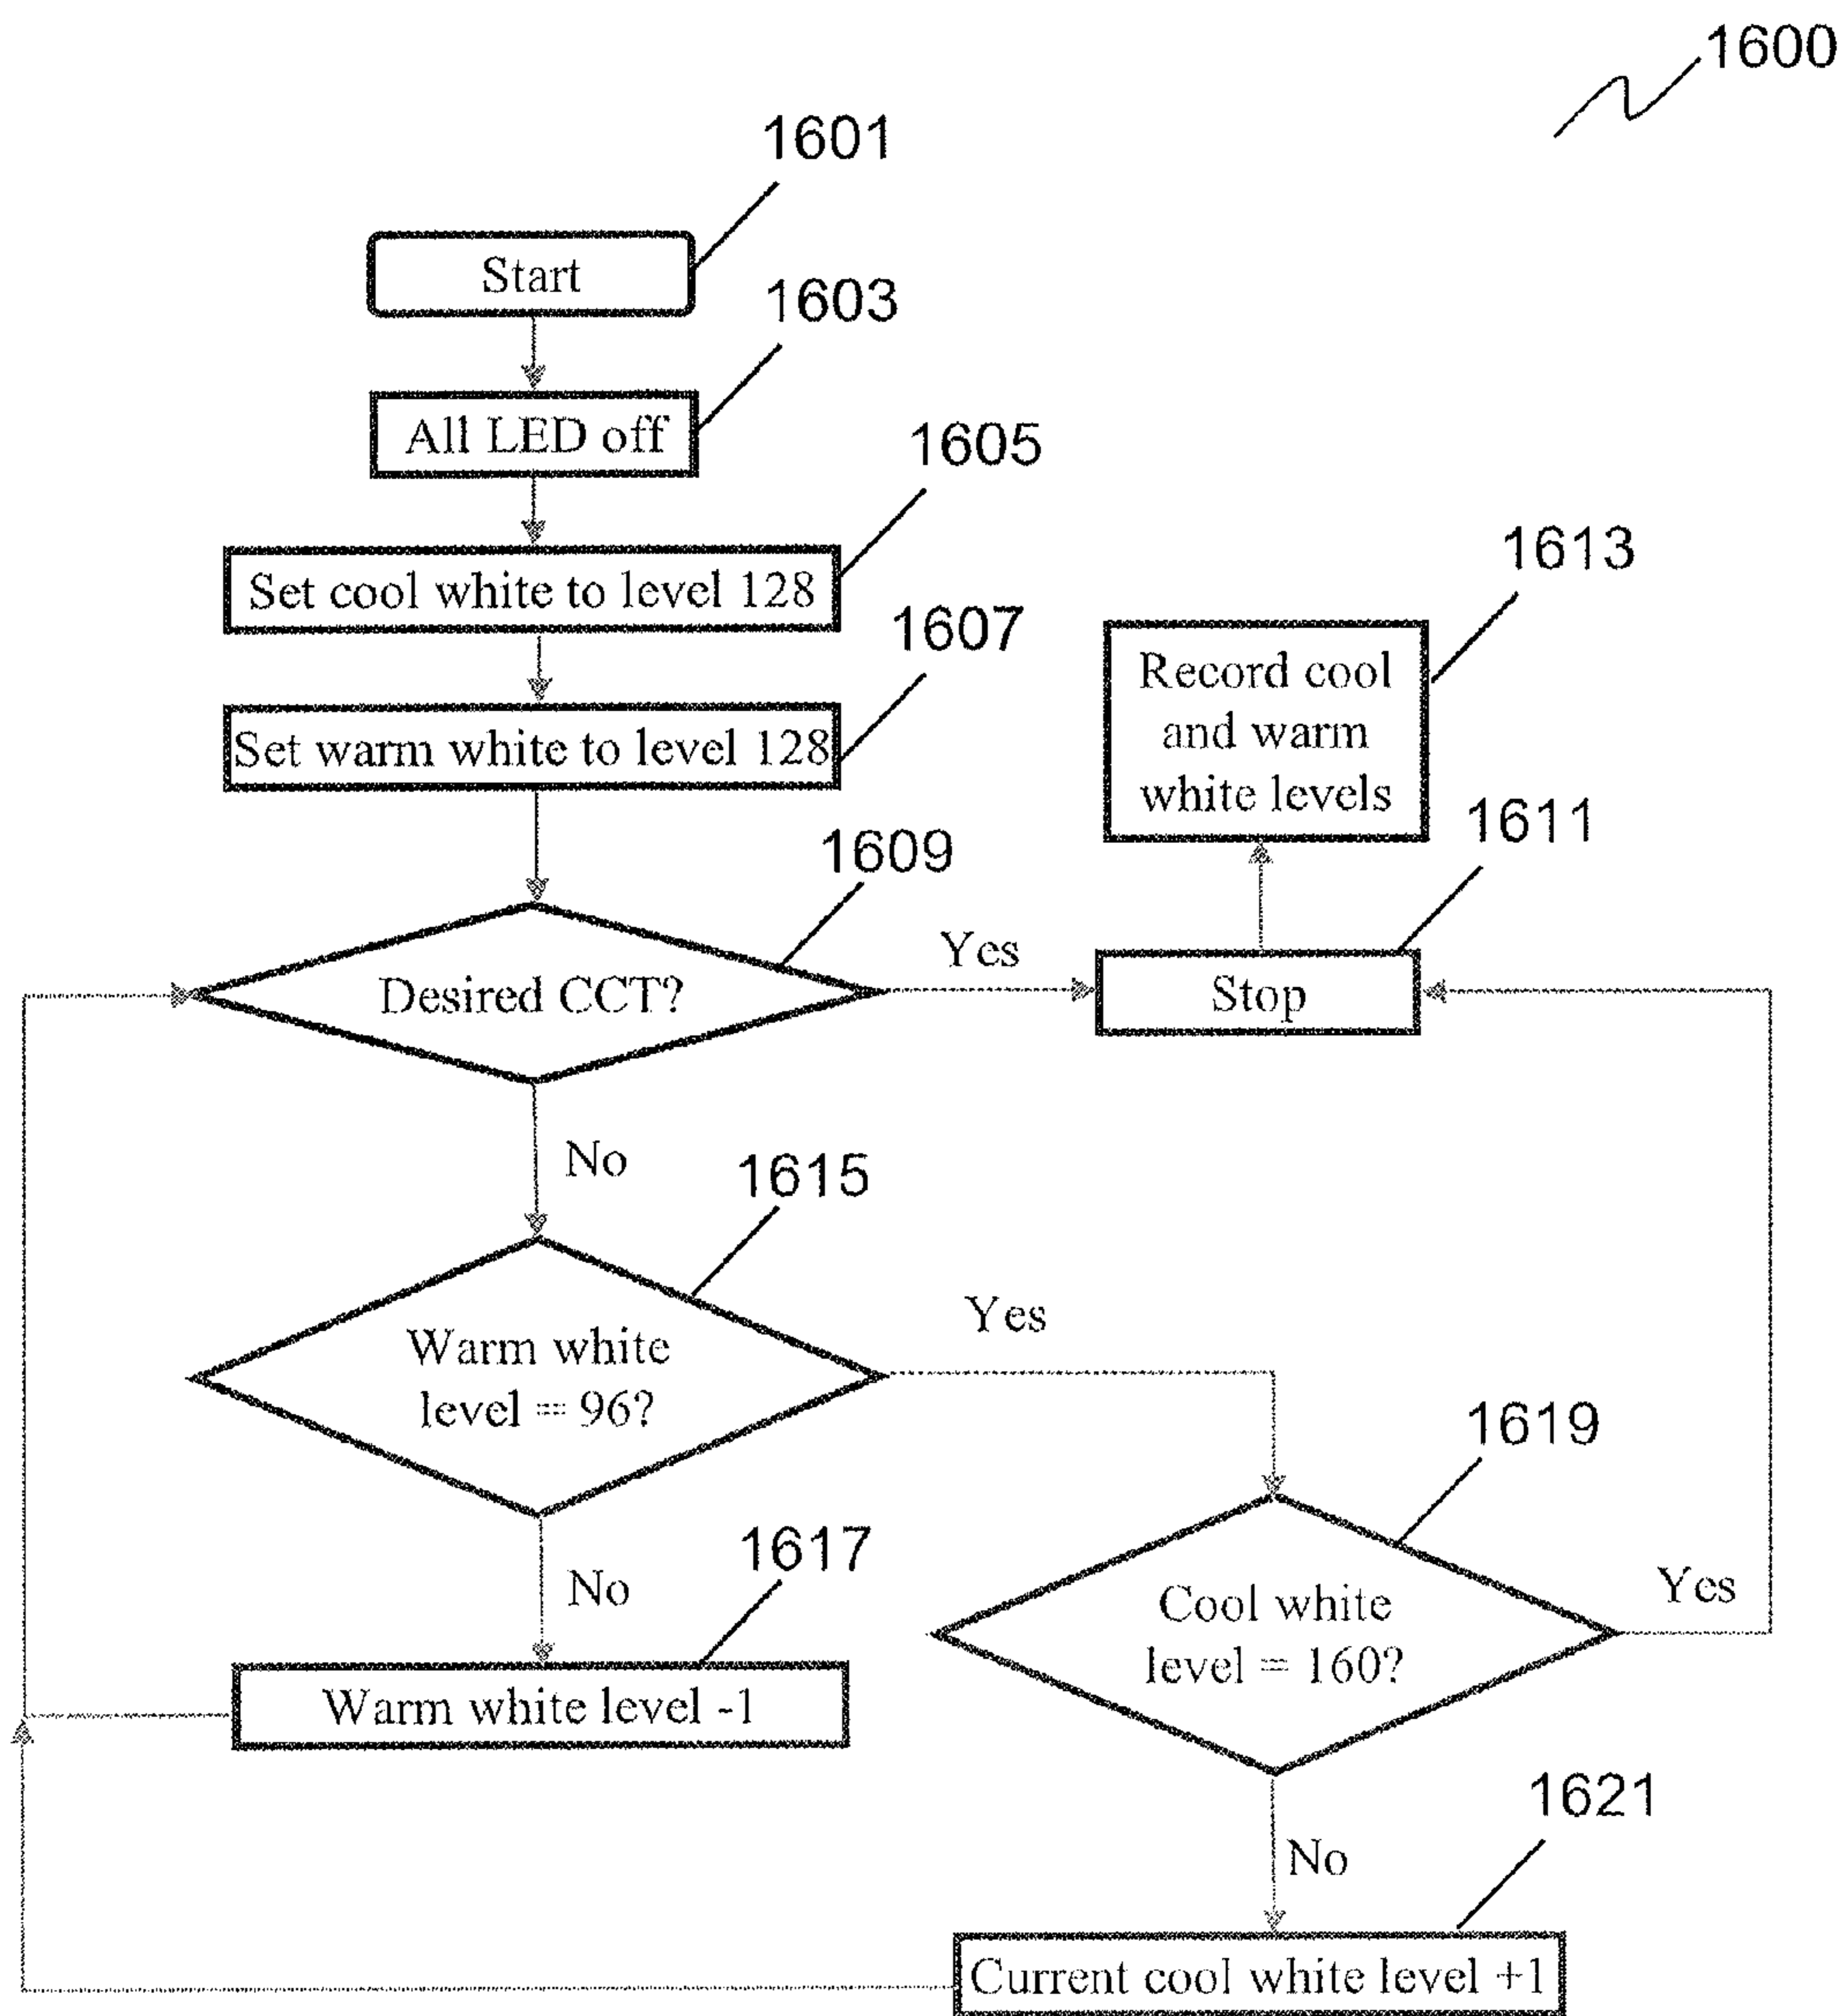 1600
1601
Start
1603
All LED off
1605
Set cool white to level 128
1607
Set warm white to level 128
1609
Desired CCT?
Yes
1611
Stop
1613
Record cool
and warm
white levels
No
1615
Warm white
level = 96?
Yes
No
1617
Warm white level -1
1619
Cool white
level = 160?
Yes
No
1621
Current cool white level +1